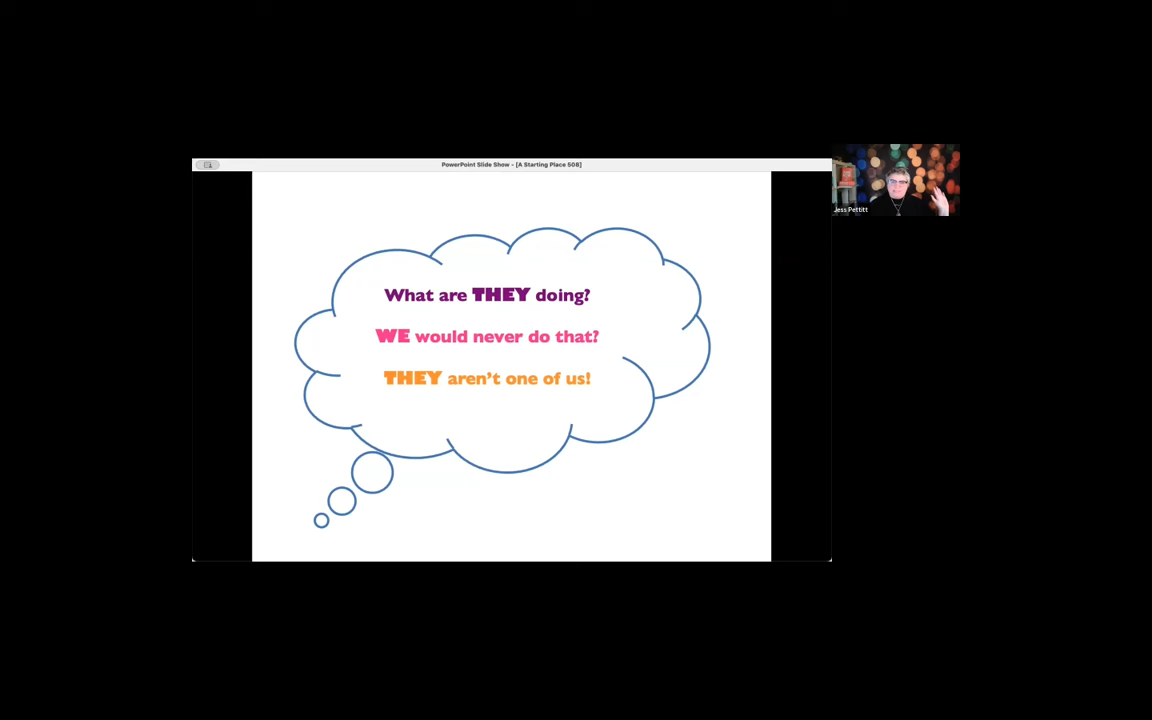 PowerPoint Slide Show - [A Starting Place 508]
Jess Pettitt
What are THEY doing?
WE would never do that?
THEY aren’t one of us!